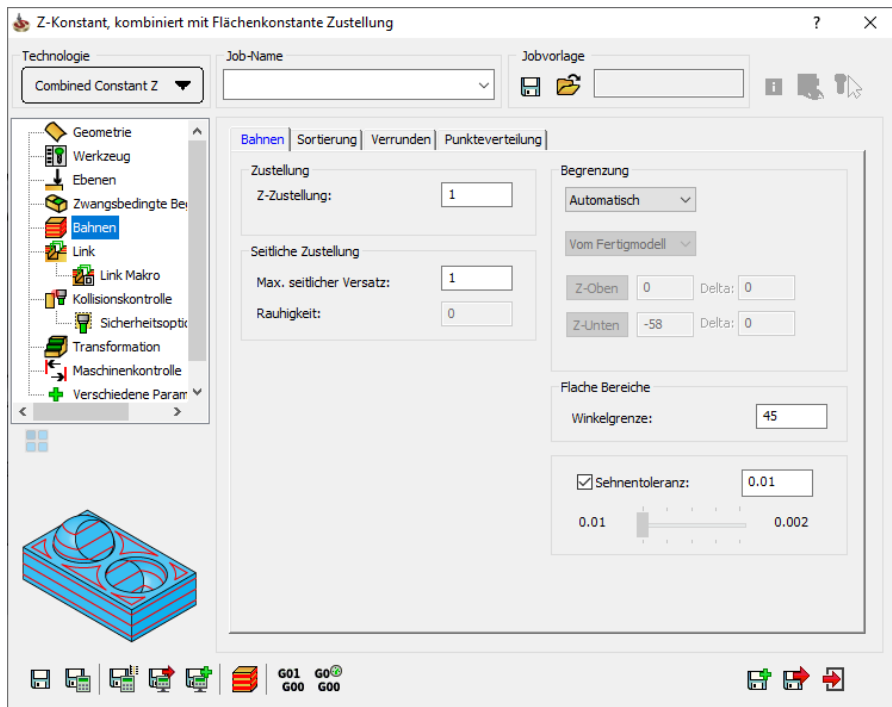 Z-Konstant, kombiniert mit Flächenkonstante Zustellung
?
Technologie
Combined Constant Z
Job-Name
Jobvorlage
Geometrie
Werkzeug
Ebenen
Zwangsbedingte Be
Bahnen
Link
Link Makro
Kollisionskontrolle
Sicherheitsoptio
Transformation
Maschinenkontrolle
Verschiedene Param
Bahnen Sortierung Verrunden Punkteverteilung
Zustellung
Z-Zustellung: 1
Seitliche Zustellung
Max. seitlicher Versatz: 1
Rauhigkeit: 0
Begrenzung
Automatisch
Vom Fertigmodell
Z-Oben 0 Delta: 0
Z-Unten -58 Delta: 0
Flache Bereiche
Winkelgrenze: 45
Sehnentoleranz: 0.01
0.01 0.002
G01 G0
G00 G00